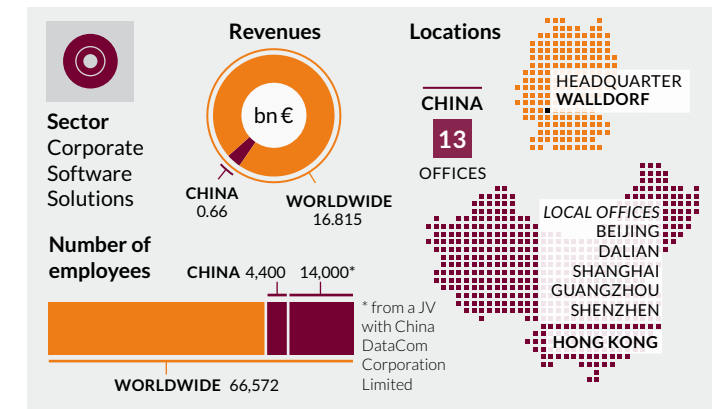 Revenues
Locations
bn €
HEADQUARTER
WALLDORF
CHINA
13
OFFICES
Sector
Corporate
Software
Solutions
CHINA
0.66
WORLDWIDE
16.815
LOCAL OFFICES
BEIJING
DALIAN
SHANGHAI
GUANGZHOU
SHENZHEN
HONG KONG
Number of
employees
CHINA 4,400
14,000*
* from a JV
with China
DataCom
Corporation
Limited
WORLDWIDE 66,572